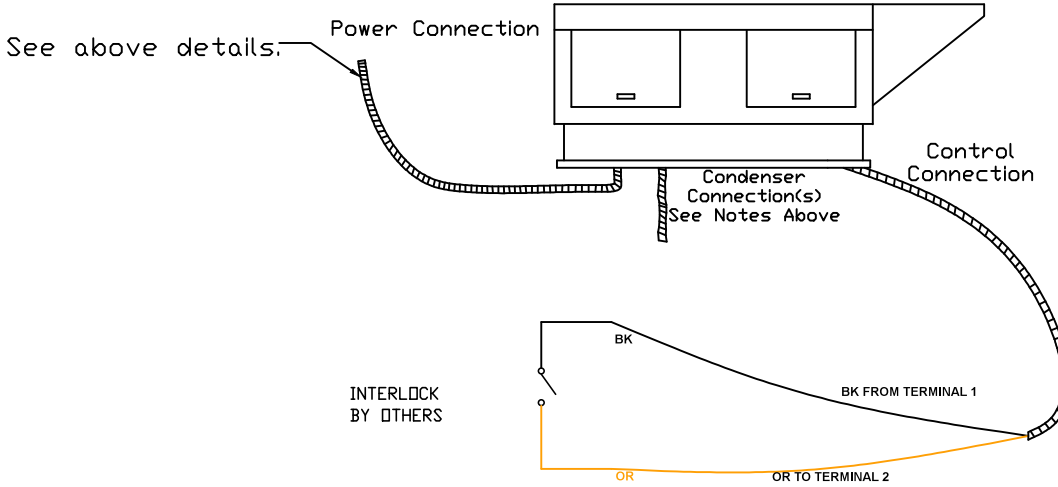 Power Connection
See above details.
Control
Connection
Condenser
Connection(s)
See Notes Above
BK
INTERLOCK
BY OTHERS
BK FROM TERMINAL 1
OR
OR TO TERMINAL 2